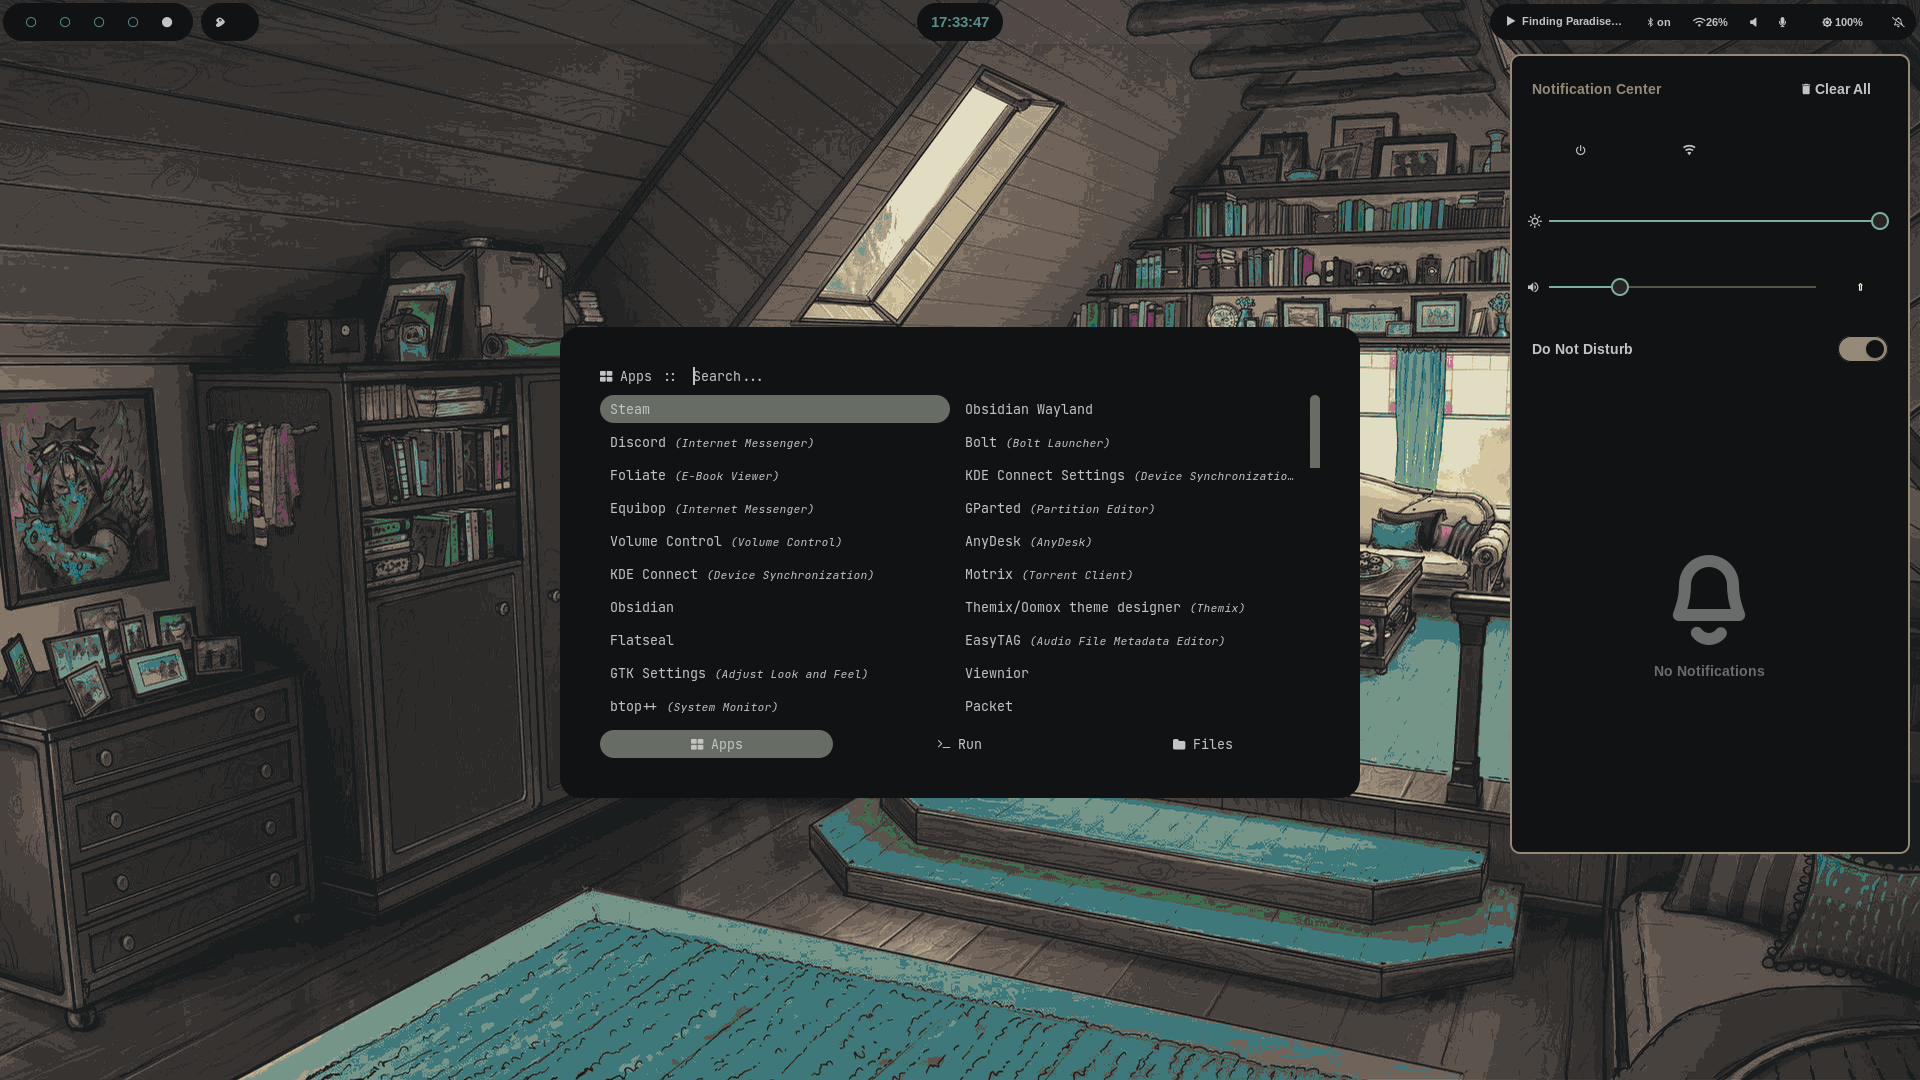 17:33:47
Finding Paradise...
on
26%
100%
Notification Center
Clear All
Do Not Disturb
No Notifications
Apps :: Search...
Steam
Discord (Internet Messenger)
Foliate (E-Book Viewer)
Equibop (Internet Messenger)
Volume Control (Volume Control)
KDE Connect (Device Synchronization)
Obsidian
Flatseal
GTK Settings (Adjust Look and Feel)
btop++ (System Monitor)
Obsidian Wayland
Bolt (Bolt Launcher)
KDE Connect Settings (Device Synchronizatio…
GParted (Partition Editor)
AnyDesk (AnyDesk)
Motrix (Torrent Client)
Themix/Oomox theme designer (Themix)
EasyTAG (Audio File Metadata Editor)
Viewnior
Packet
Apps
Run
Files